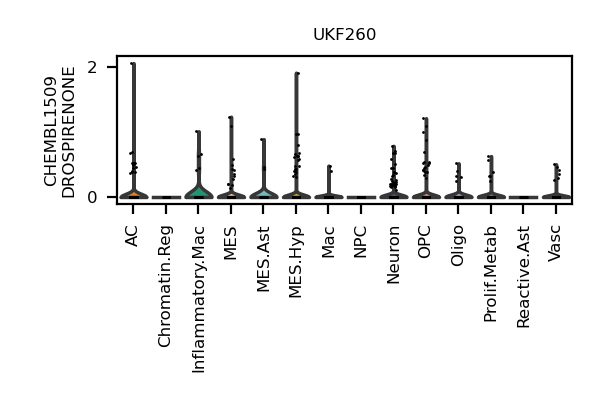 UKF260
CHEMBL1509
DROSPIRENONE
2
0
AC
Chromatin.Reg
Inflammatory.Mac
MES
MES.Ast
MES.Hyp
Mac
NPC
Neuron
OPC
Oligo
Prolif.Metab
Reactive.Ast
Vasc